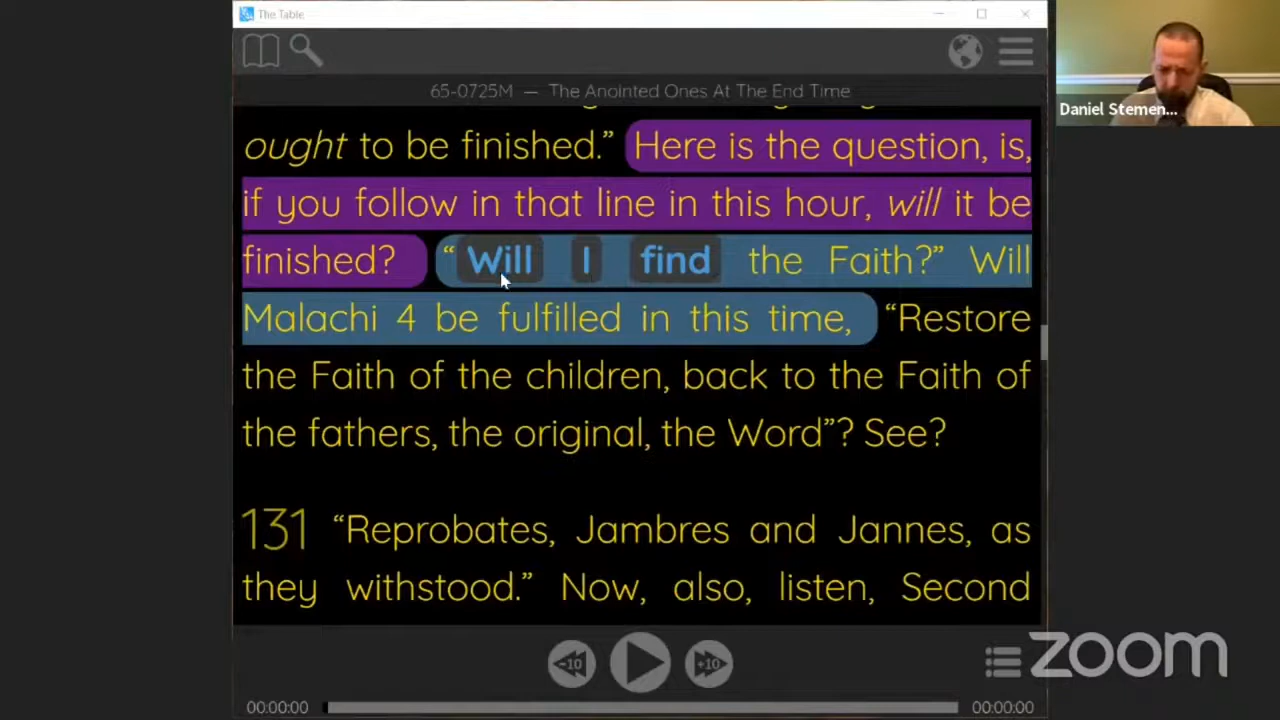 The Table
65-0725M — The Anointed Ones At The End Time
ought to be finished.” Here is the question, is,
if you follow in that line in this hour, will it be
finished? “Will I find the Faith?” Will
Malachi 4 be fulfilled in this time, “Restore
the Faith of the children, back to the Faith of
the fathers, the original, the Word”? See?
131 “Reprobates, Jambres and Jannes, as
they withstood.” Now, also, listen, Second
-10
+10
00:00:00
00:00:00
Daniel Stemen...
zoom